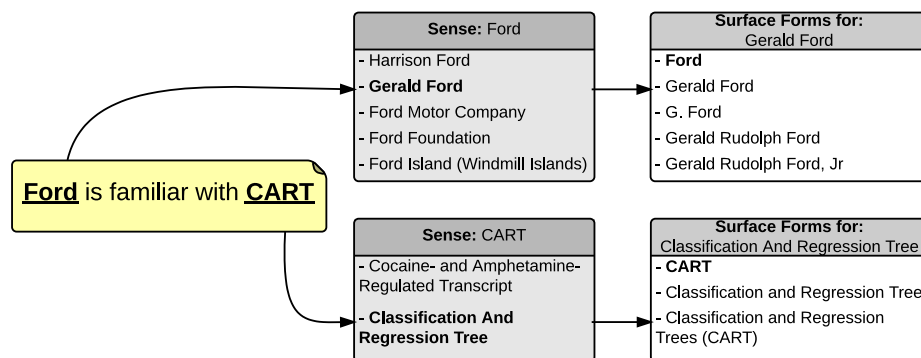 Ford is familiar with CART
Sense: Ford
- Harrison Ford
- Gerald Ford
- Ford Motor Company
- Ford Foundation
- Ford Island (Windmill Islands)
Surface Forms for:
Gerald Ford
- Ford
- Gerald Ford
- G. Ford
- Gerald Rudolph Ford
- Gerald Rudolph Ford, Jr
Sense: CART
- Cocaine- and Amphetamine-
Regulated Transcript
- Classification And
Regression Tree
Surface Forms for:
Classification And Regression Tree
- CART
- Classification and Regression Tree
- Classification and Regression
Trees (CART)